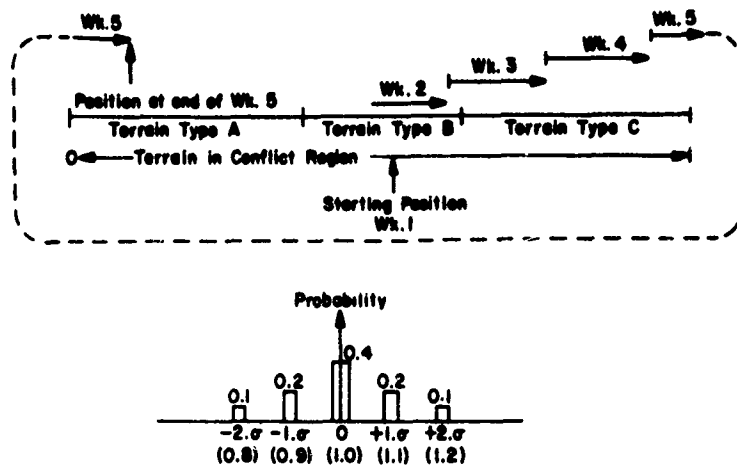 Wk. 5
Wk. 5
Wk. 4
Wk. 3
Wk. 2
Position at end of Wk. 5
Terrain Type A
Terrain Type B
Terrain Type C
0
Terrain in Conflict Region
Starting Position
Wk. 1
Probability
0.4
0.2
0.2
0.1
0.1
-2.σ -1.σ 0 +1.σ +2.σ
(0.8) (0.9) (1.0) (1.1) (1.2)